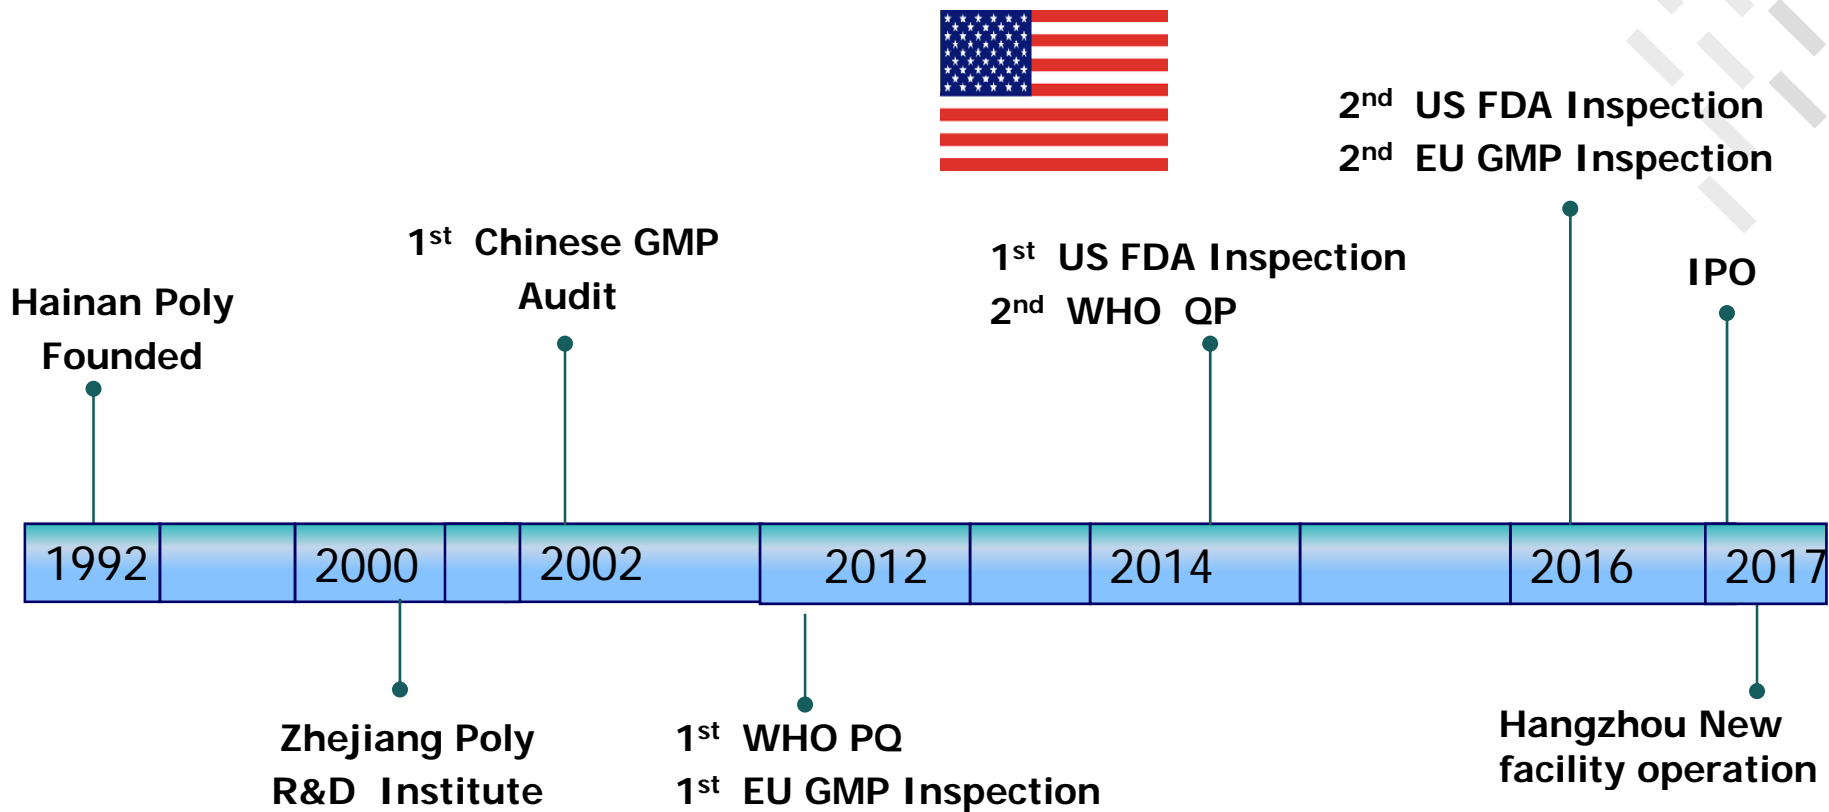 2nd US FDA Inspection
2nd EU GMP Inspection
1st Chinese GMP
Audit
1st US FDA Inspection
2nd WHO QP
IPO
Hainan Poly
Founded
1992
2000
2002
2012
2014
2016
2017
Zhejiang Poly
R&D Institute
1st WHO PQ
1st EU GMP Inspection
Hangzhou New
facility operation